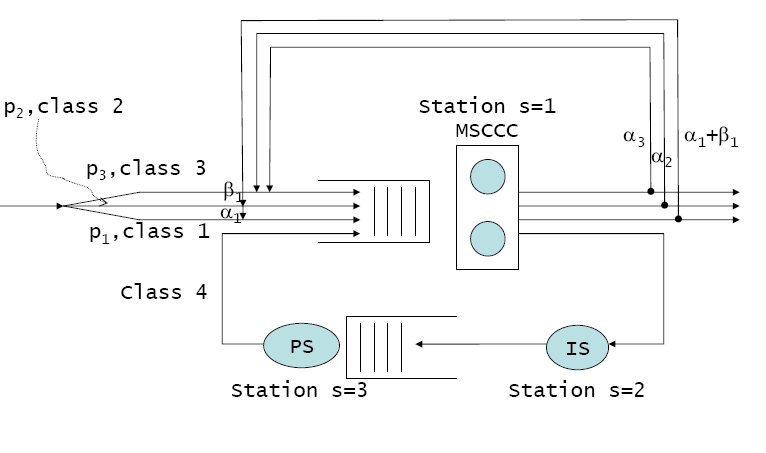 Station s=1
MSCCC
p2,class 2
α3
α2
α1+β1
p3,class 3
β1
α1
p1,class 1
Class 4
PS
IS
Station s=3
Station s=2